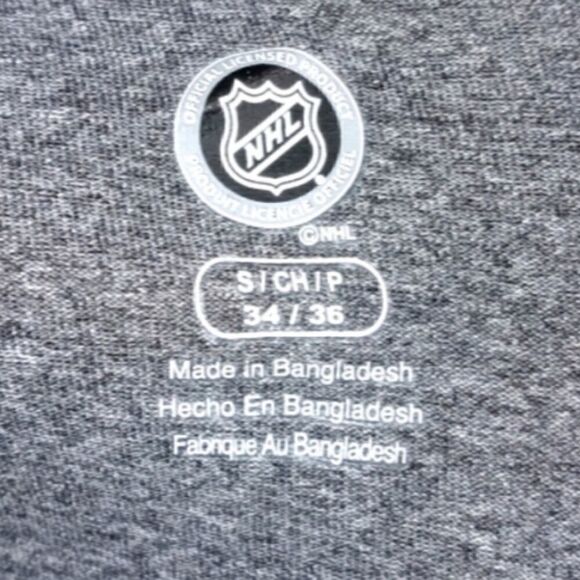 OFFICIAL LICENSED PRODUCT
NHL
PRODUIT LICENCIE OFFICIEL
©NHL
S / CH / P
34 / 36
Made in Bangladesh
Hecho En Bangladesh
Fabrique Au Bangladesh